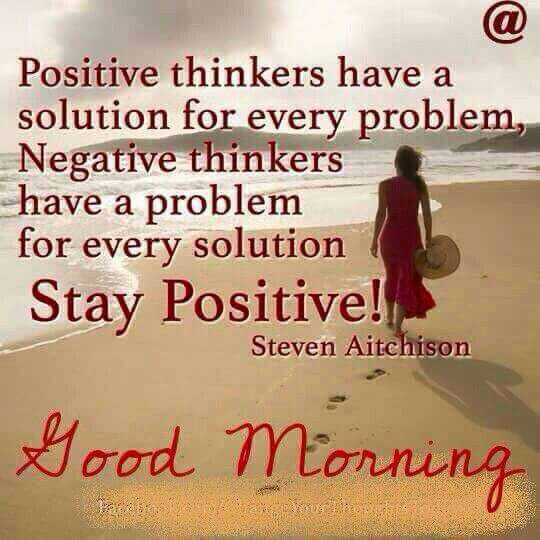 @
Positive thinkers have a
solution for every problem,
Negative thinkers
have a problem
for every solution
Stay Positive!
Steven Aitchison
Good Morning